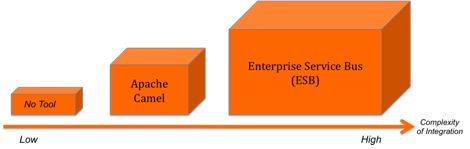 No Tool
Apache
Camel
Enterprise Service Bus
(ESB)
Low
High
Complexity
of Integration